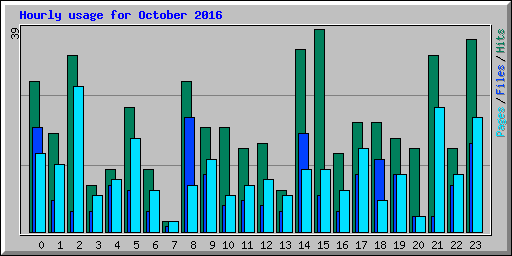 Hourly usage for October 2016
39
Pages/Files/Hits
0 1 2 3 4 5 6 7 8 9 10 11 12 13 14 15 16 17 18 19 20 21 22 23